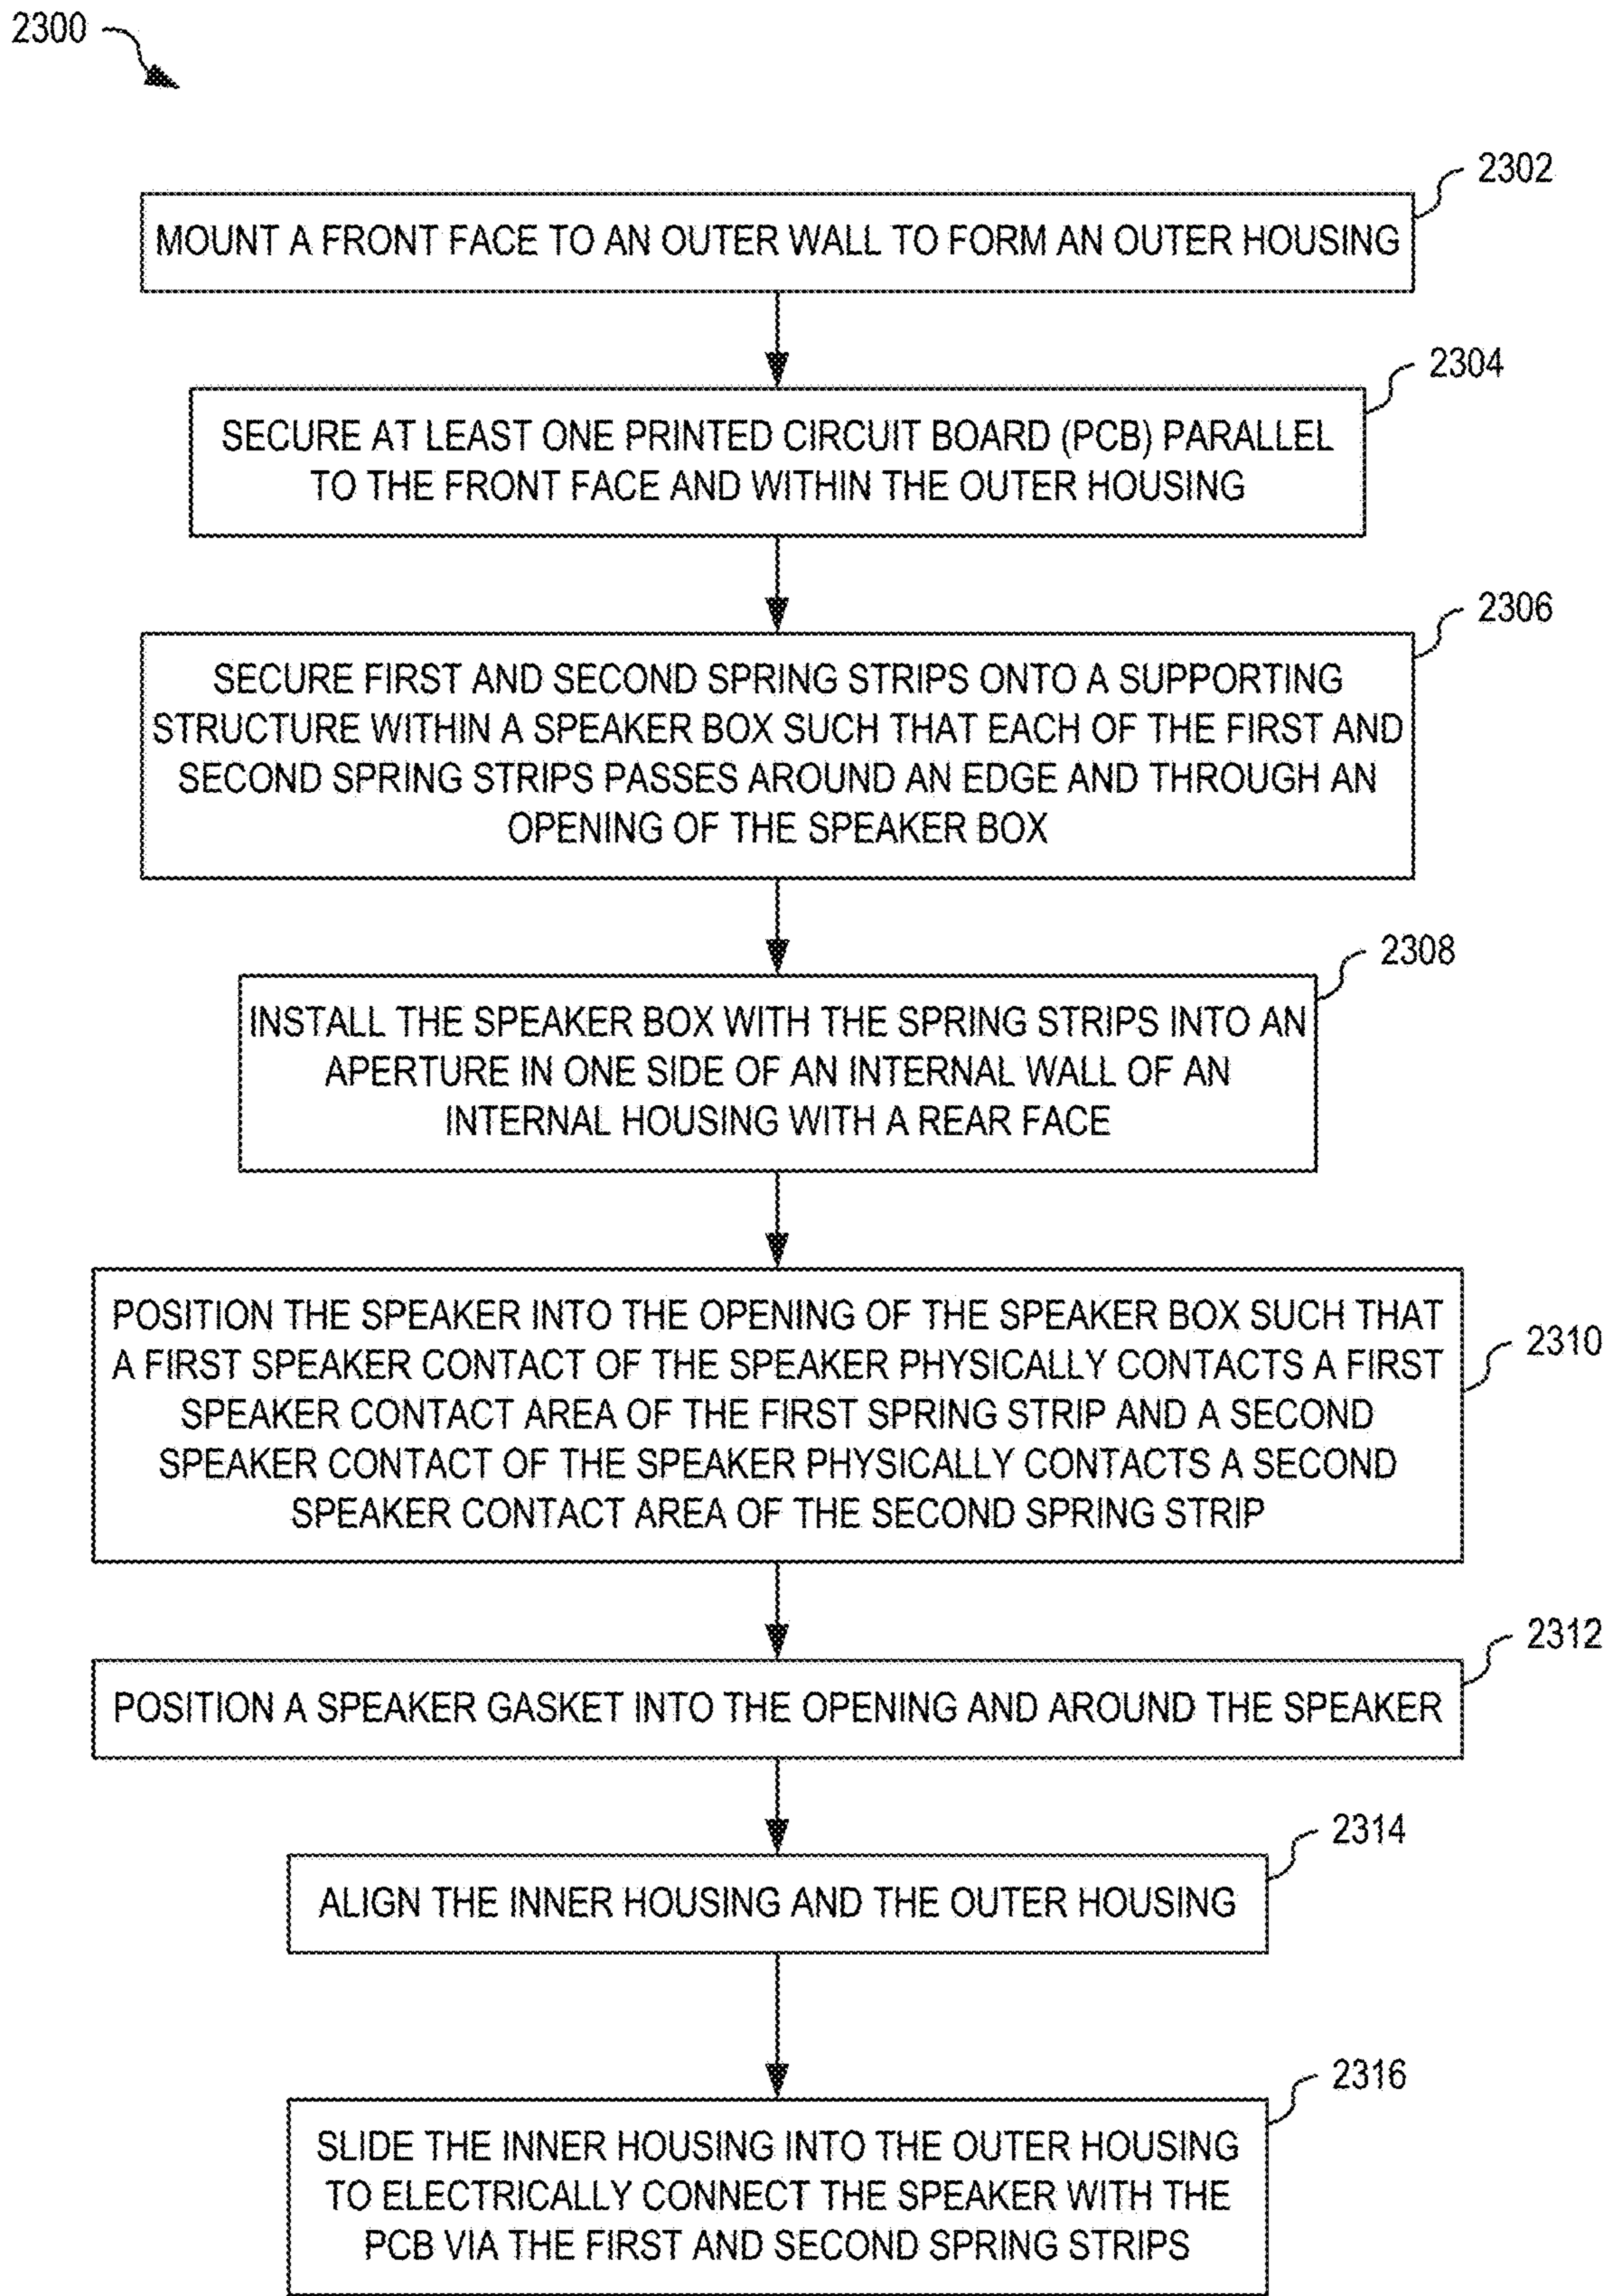 2300
2302
MOUNT A FRONT FACE TO AN OUTER WALL TO FORM AN OUTER HOUSING
2304
SECURE AT LEAST ONE PRINTED CIRCUIT BOARD (PCB) PARALLEL
TO THE FRONT FACE AND WITHIN THE OUTER HOUSING
2306
SECURE FIRST AND SECOND SPRING STRIPS ONTO A SUPPORTING
STRUCTURE WITHIN A SPEAKER BOX SUCH THAT EACH OF THE FIRST AND
SECOND SPRING STRIPS PASSES AROUND AN EDGE AND THROUGH AN
OPENING OF THE SPEAKER BOX
2308
INSTALL THE SPEAKER BOX WITH THE SPRING STRIPS INTO AN
APERTURE IN ONE SIDE OF AN INTERNAL WALL OF AN
INTERNAL HOUSING WITH A REAR FACE
2310
POSITION THE SPEAKER INTO THE OPENING OF THE SPEAKER BOX SUCH THAT
A FIRST SPEAKER CONTACT OF THE SPEAKER PHYSICALLY CONTACTS A FIRST
SPEAKER CONTACT AREA OF THE FIRST SPRING STRIP AND A SECOND
SPEAKER CONTACT OF THE SPEAKER PHYSICALLY CONTACTS A SECOND
SPEAKER CONTACT AREA OF THE SECOND SPRING STRIP
2312
POSITION A SPEAKER GASKET INTO THE OPENING AND AROUND THE SPEAKER
2314
ALIGN THE INNER HOUSING AND THE OUTER HOUSING
2316
SLIDE THE INNER HOUSING INTO THE OUTER HOUSING
TO ELECTRICALLY CONNECT THE SPEAKER WITH THE
PCB VIA THE FIRST AND SECOND SPRING STRIPS